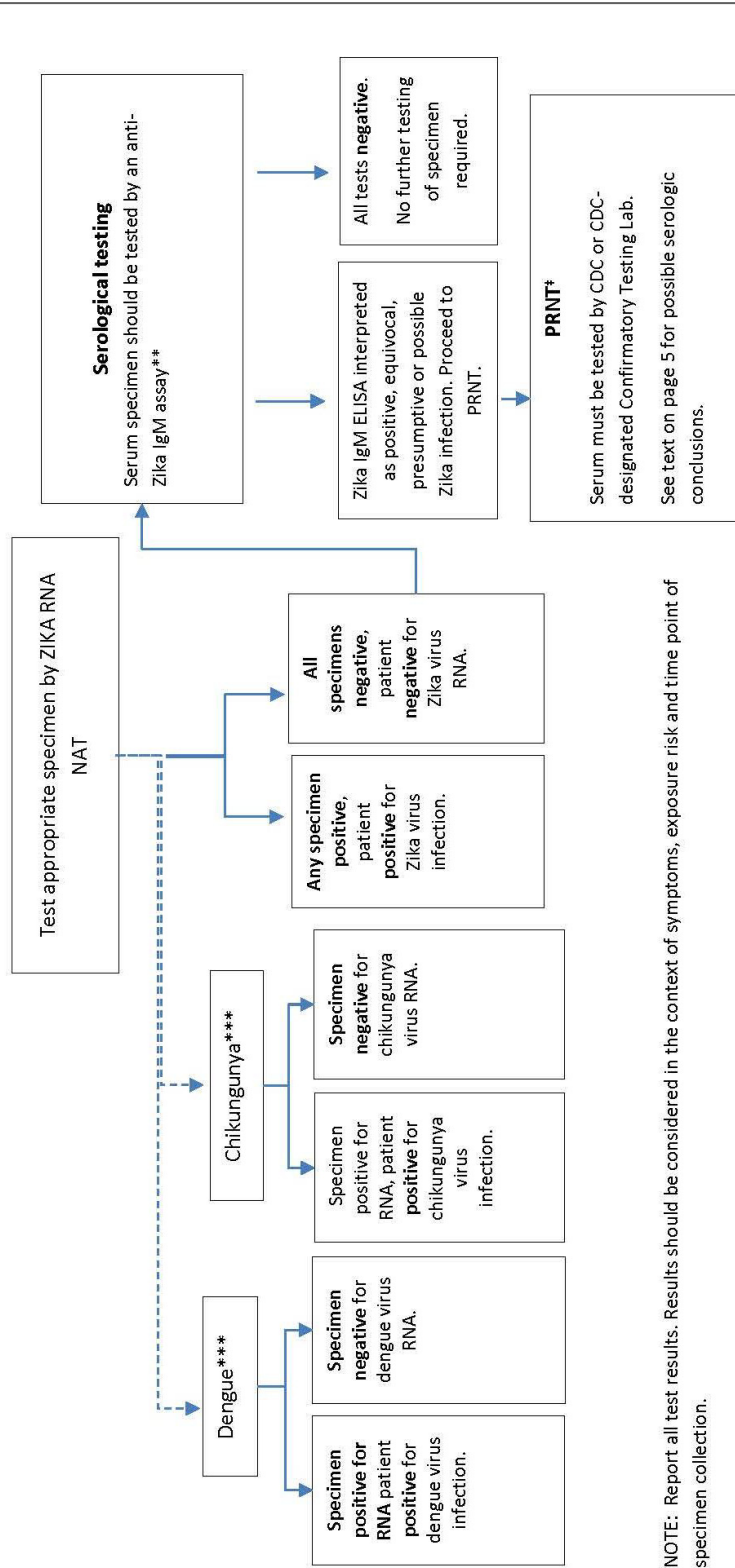 Test appropriate specimen by ZIKA RNA
NAT
Dengue***
Specimen
positive for
RNA patient
positive for
dengue virus
infection.
Specimen
negative for
dengue virus
RNA.
Chikungunya***
Specimen
positive for
RNA, patient
positive for
chikungunya
virus
infection.
Specimen
negative for
chikungunya
virus RNA.
Any specimen
positive,
patient
positive for
Zika virus
infection.
All
specimens
negative,
patient
negative for
Zika virus
RNA.
Serological testing
Serum specimen should be tested by an anti-
Zika IgM assay**
Zika IgM ELISA interpreted
as positive, equivocal,
presumptive or possible
Zika infection. Proceed to
PRNT.
All tests negative.
No further testing
of specimen
required.
PRNT‡
Serum must be tested by CDC or CDC-
designated Confirmatory Testing Lab.
See text on page 5 for possible serologic
conclusions.
NOTE: Report all test results. Results should be considered in the context of symptoms, exposure risk and time point of
specimen collection.